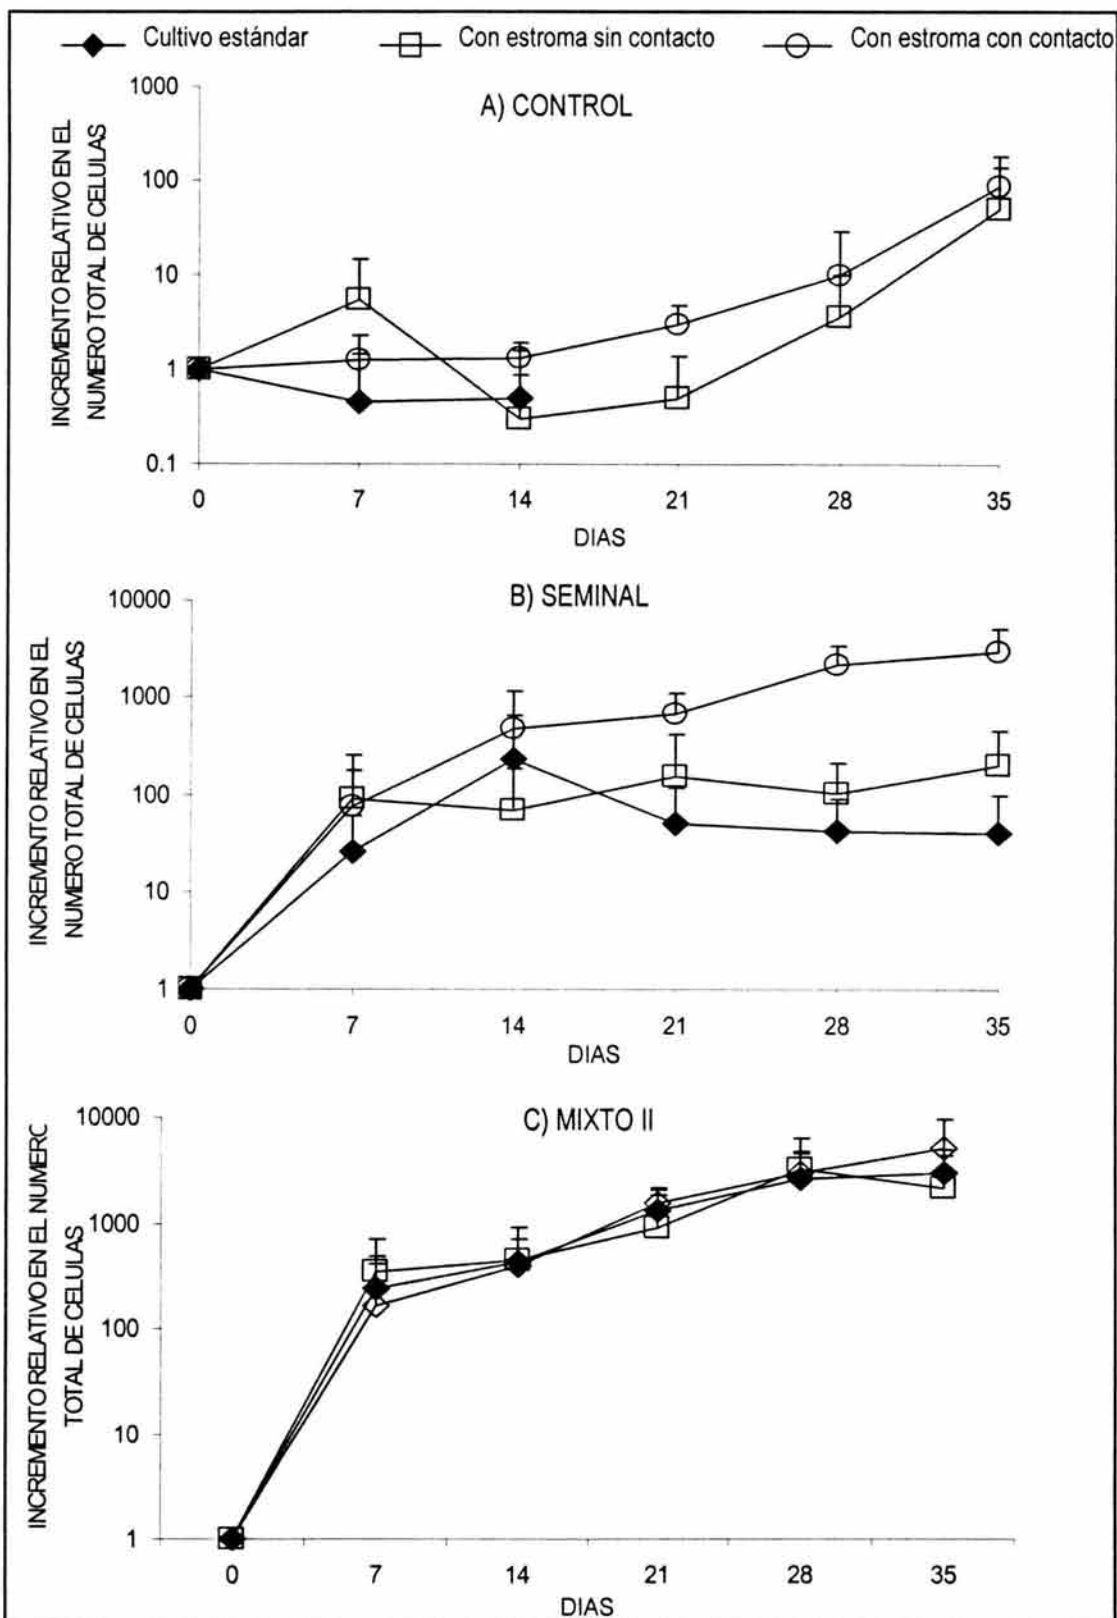 Cultivo estándar Con estroma sin contacto Con estroma con contacto
A) CONTROL
INCREMENTO RELATIVO EN EL
NUMERO TOTAL DE CELULAS
1000
100
10
1
0.1
0 7 14 21 28 35
DIAS
B) SEMINAL
INCREMENTO RELATIVO EN EL
NUMERO TOTAL DE CELULAS
10000
1000
100
10
1
0 7 14 21 28 35
DIAS
C) MIXTO II
INCREMENTO RELATIVO EN EL NUMERC
TOTAL DE CELULAS
10000
1000
100
10
1
0 7 14 21 28 35
DIAS